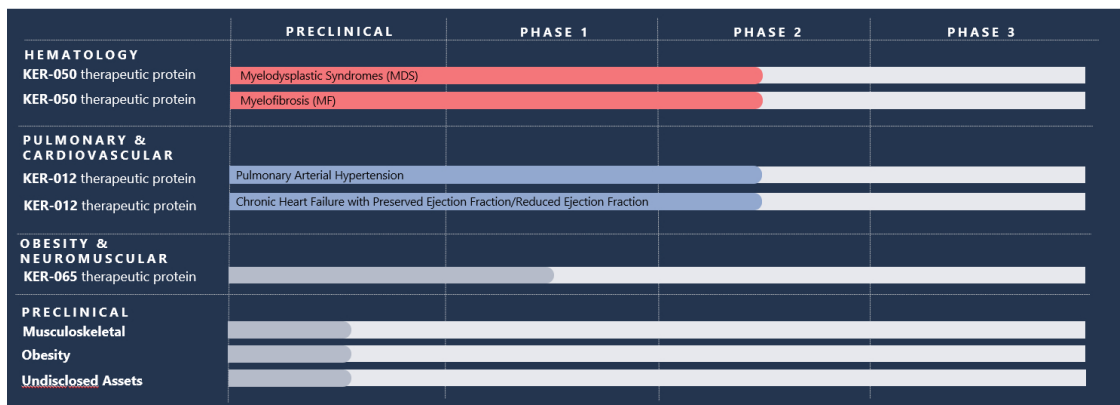 PRECLINICAL PHASE 1 PHASE 2 PHASE 3
HEMATOLOGY
KER-050 therapeutic protein Myelodysplastic Syndromes (MDS)
KER-050 therapeutic protein Myelofibrosis (MF)
PULMONARY &
CARDIOVASCULAR
KER-012 therapeutic protein Pulmonary Arterial Hypertension
KER-012 therapeutic protein Chronic Heart Failure with Preserved Ejection Fraction/Reduced Ejection Fraction
OBESITY &
NEUROMUSCULAR
KER-065 therapeutic protein
PRECLINICAL
Musculoskeletal
Obesity
Undisclosed Assets